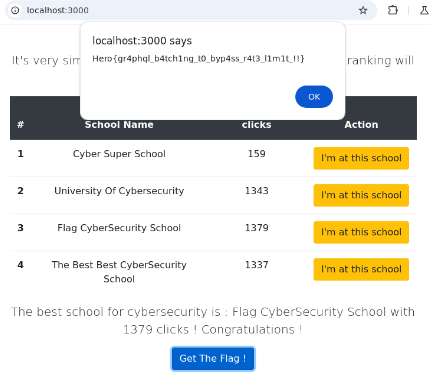 localhost:3000
localhost:3000 says
Hero{gr4phql_b4tch1ng_t0_byp4ss_r4t3_l1m1t_!!}
OK
It's very sim ranking will
# School Name clicks Action
1 Cyber Super School 159 I'm at this school
2 University Of Cybersecurity 1343 I'm at this school
3 Flag CyberSecurity School 1379 I'm at this school
4 The Best Best CyberSecurity School 1337 I'm at this school
The best school for cybersecurity is : Flag CyberSecurity School with
1379 clicks ! Congratulations !
Get The Flag !